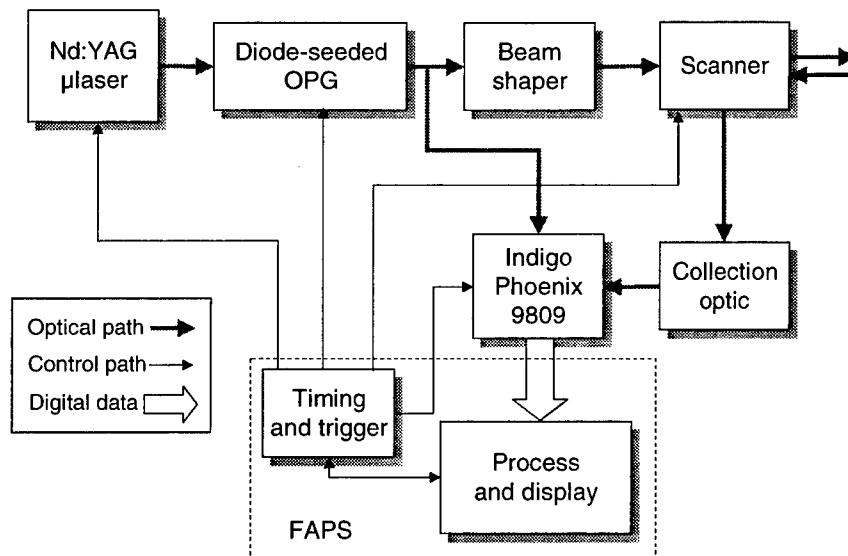 Nd:YAG
µlaser
Diode-seeded
OPG
Beam
shaper
Scanner
Indigo
Phoenix
9809
Collection
optic
Optical path
Control path
Digital data
Timing
and trigger
Process
and display
FAPS